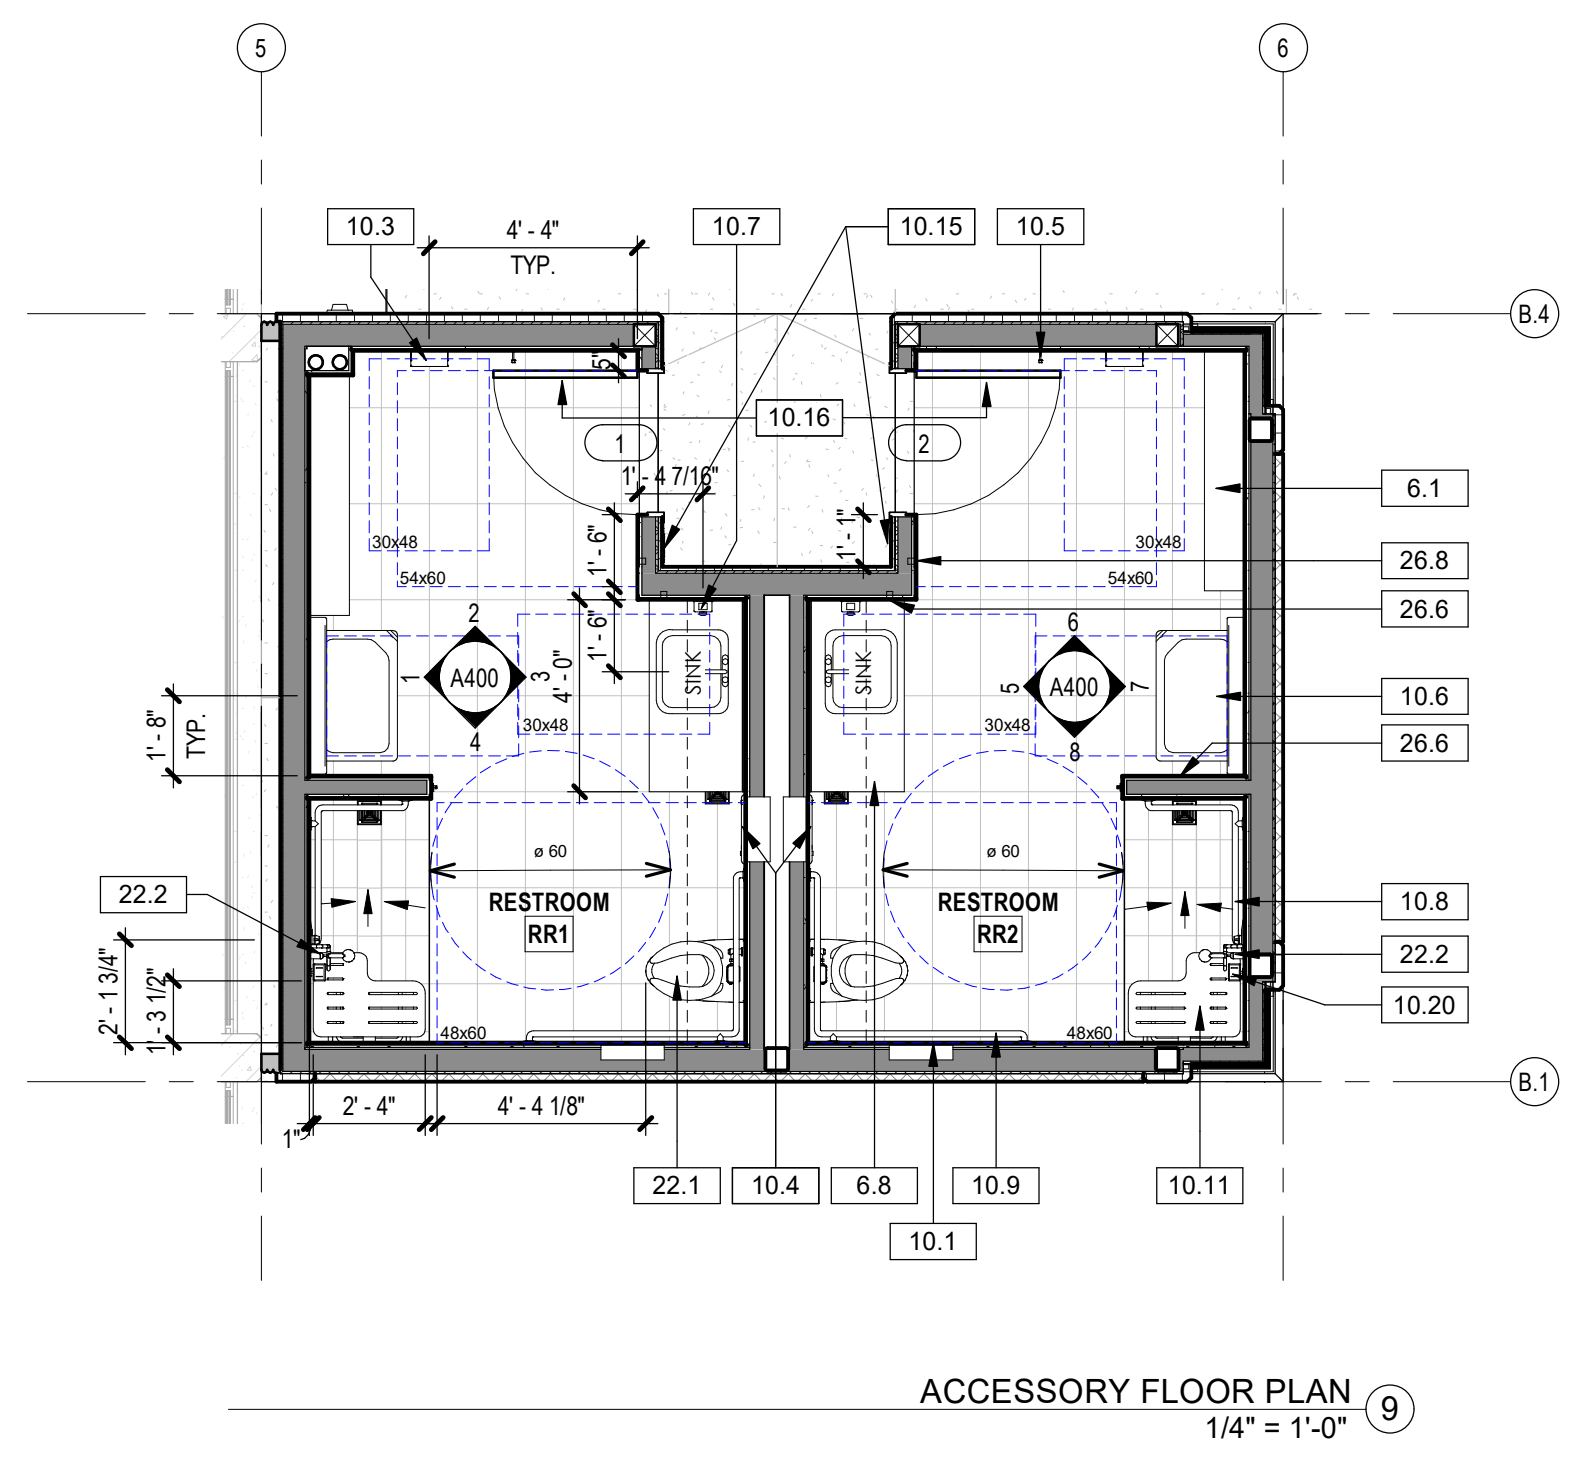 5
6
10.3
4' - 4"
TYP.
10.7
10.15
10.5
B.4
5"
10.16
1
2
1' - 4 7/16"
6.1
30x48
54x60
1' - 6"
1' - 1"
30x48
54x60
26.8
26.6
2
1
A400
3
4
1' - 6"
4' - 0"
SINK
30x48
SINK
30x48
6
5
A400
7
8
10.6
26.6
1' - 8"
TYP.
ø 60
ø 60
22.2
RESTROOM
RR1
RESTROOM
RR2
10.8
22.2
10.20
2' - 1 3/4"
1' - 3 1/2"
48x60
48x60
B.1
1"
2' - 4"
4' - 4 1/8"
22.1
10.4
6.8
10.9
10.11
10.1
ACCESSORY FLOOR PLAN
9
1/4" = 1'-0"